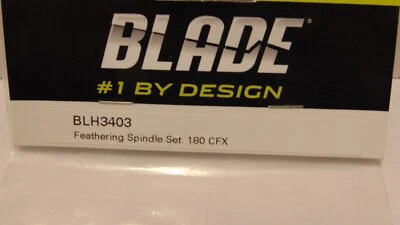 BLADE®
#1 BY DESIGN
BLH3403
Feathering Spindle Set: 180 CFX